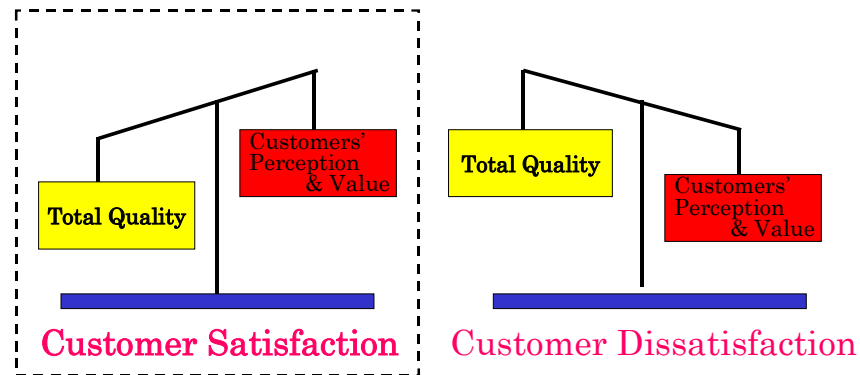 Customers'
Perception
& Value
Total Quality
Customer Satisfaction
Total Quality
Customers'
Perception
& Value
Customer Dissatisfaction